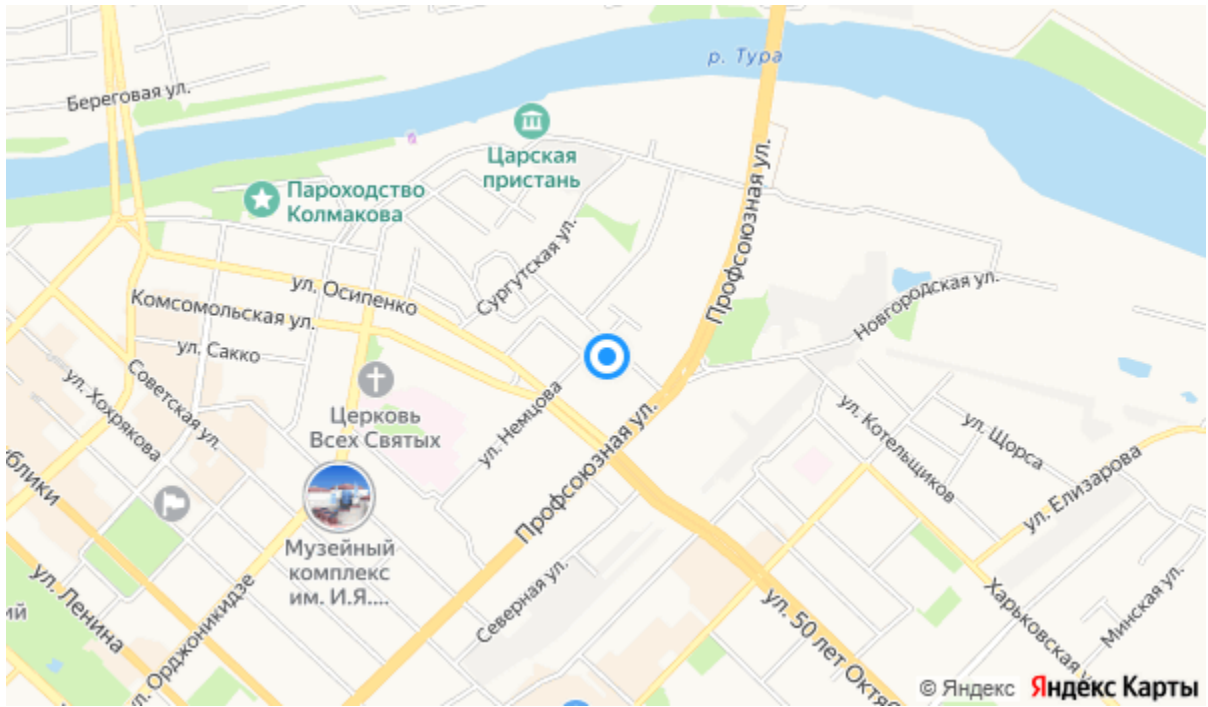 р. Тура
Береговая ул.
Царская
пристань
Профсоюзная ул.
Пароходство
Колмакова
Сургутская ул.
ул. Осипенко
Новгородская ул.
Комсомольская ул.
ул. Сакко
Советская ул.
ул. Хохрякова
Церковь
Всех Святых
ул. Немцова
ул. Котельщиков
ул. Щорса
ул. Елизарова
Профсоюзная ул.
блики
Музейный
комплекс
им. И.Я....
ул. Ленина
ий
ул. Орджоникидзе
Северная ул.
ул. 50 лет Октя
Харьковская у
Минская ул.
© Яндекс Яндекс Карты